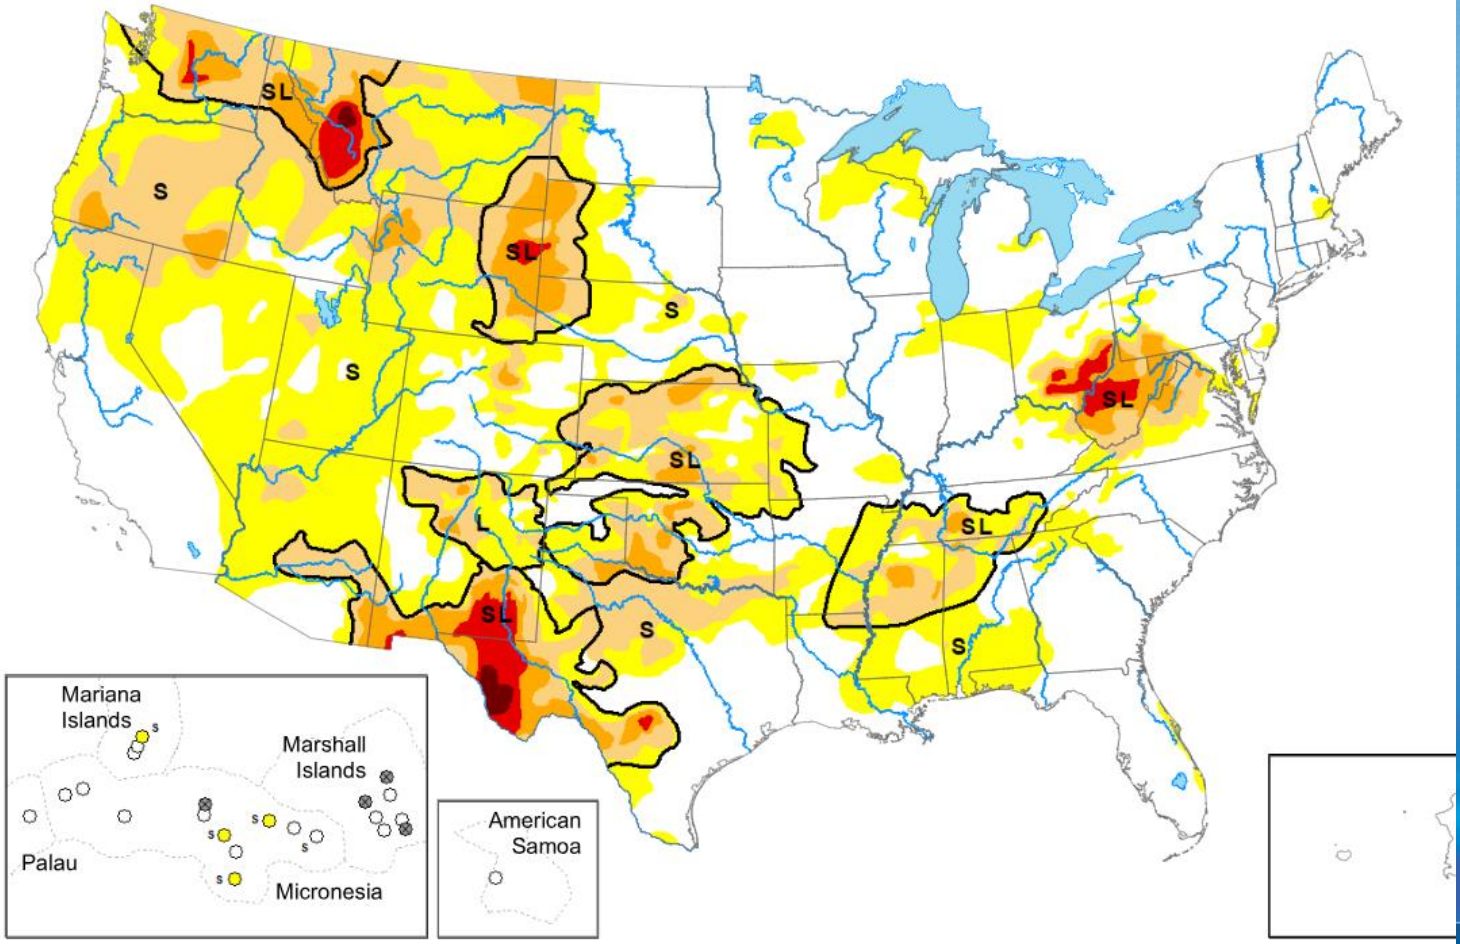 SL
S
SL
S
S
SL
L
SL
SL
SL
S
S
SL
Mariana
Islands
s
Marshall
Islands
s
s
s
s
Palau
Micronesia
American
Samoa